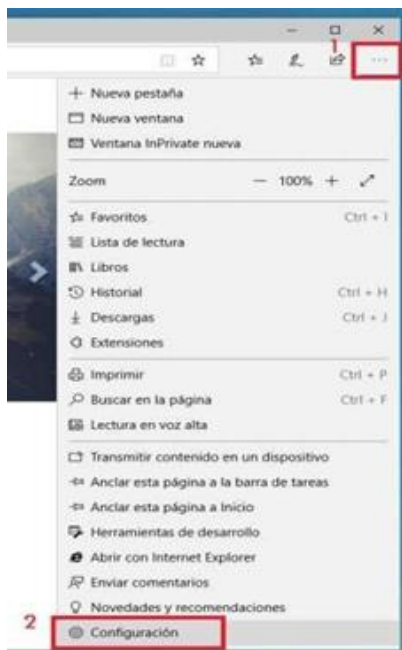 1
...
Nueva pestaña
Nueva ventana
Ventana InPrivate nueva
Zoom — 100% +
Favoritos Ctrl + I
Lista de lectura
Libros
Historial Ctrl + H
Descargas Ctrl + J
Extensiones
Imprimir Ctrl + P
Buscar en la página Ctrl + F
Lectura en voz alta
Transmitir contenido en un dispositivo
Anclar esta página a la barra de tareas
Anclar esta página a Inicio
Herramientas de desarrollo
Abrir con Internet Explorer
Enviar comentarios
Novedades y recomendaciones
2 Configuración